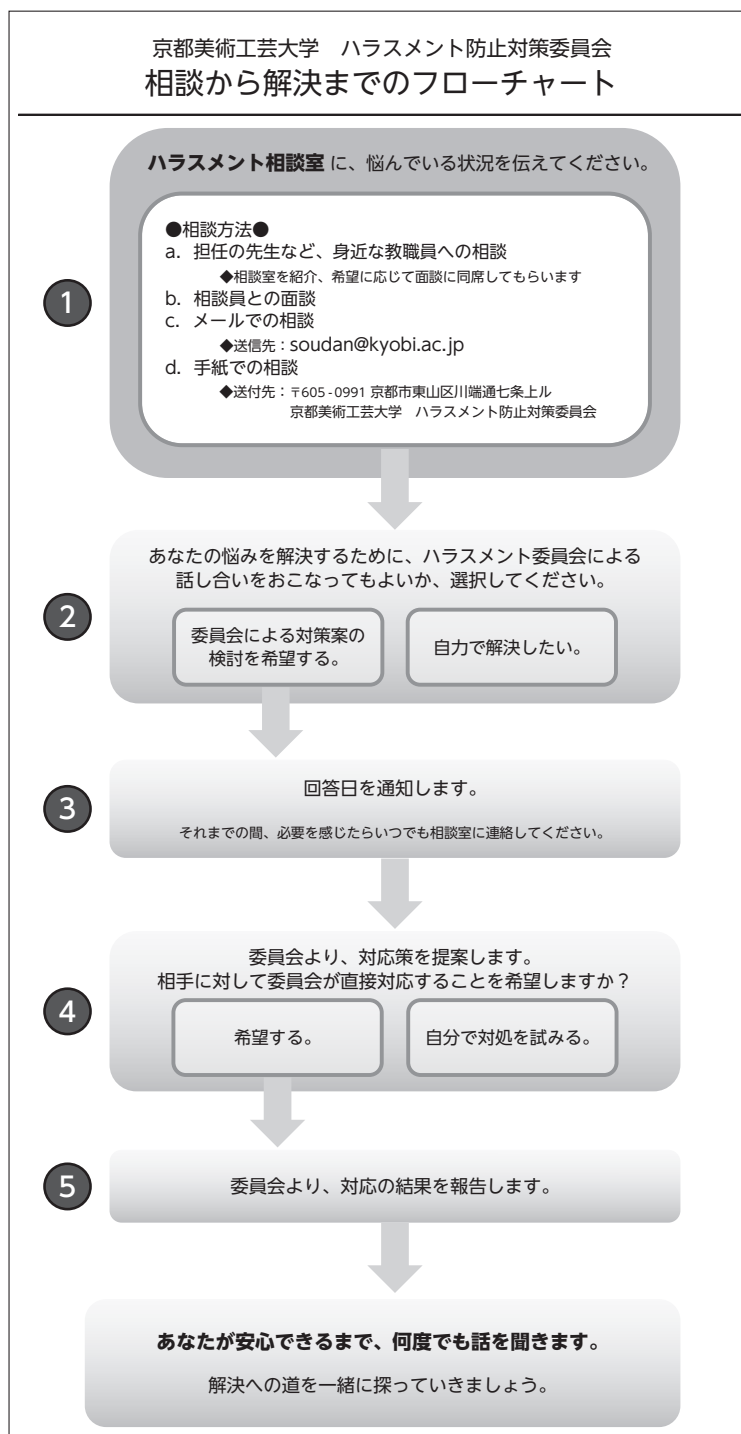 京都美術工芸大学　ハラスメント防止対策委員会
相談から解決までのフローチャート
1
ハラスメント相談室 に、悩んでいる状況を伝えてください。
●相談方法●
a. 担任の先生など、身近な教職員への相談
◆相談室を紹介、希望に応じて面談に同席してもらいます
b. 相談員との面談
c. メールでの相談
◆送信先：soudan@kyobi.ac.jp
d. 手紙での相談
◆送付先：〒605-0991 京都市東山区川端通七条上ル
京都美術工芸大学　ハラスメント防止対策委員会
2
あなたの悩みを解決するために、ハラスメント委員会による
話し合いをおこなってもよいか、選択してください。
委員会による対策案の
検討を希望する。
自力で解決したい。
3
回答日を通知します。
それまでの間、必要を感じたらいつでも相談室に連絡してください。
4
委員会より、対応策を提案します。
相手に対して委員会が直接対応することを希望しますか？
希望する。
自分で対処を試みる。
5
委員会より、対応の結果を報告します。
あなたが安心できるまで、何度でも話を聞きます。
解決への道を一緒に探っていきましょう。